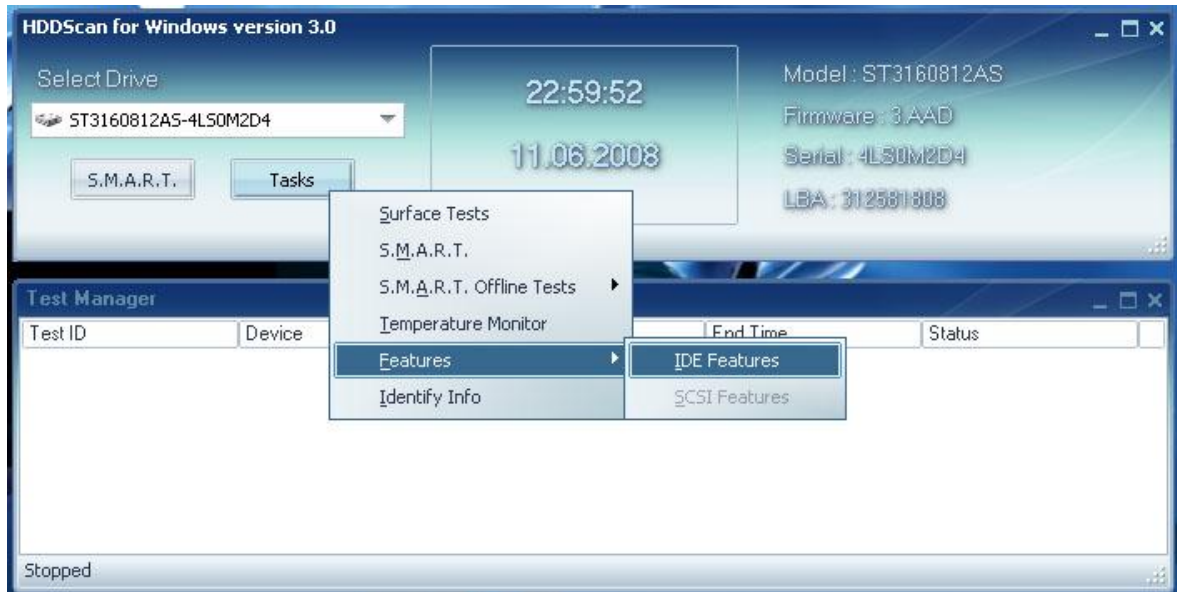 HDDScan for Windows version 3.0
Select Drive
ST3160812AS-4LS0M2D4
S.M.A.R.T.
Tasks
22:59:52
11.06.2008
Model : ST3160812AS
Firmware : 3.AAD
Serial : 4LS0M2D4
LBA : 312581808
Surface Tests
S.M.A.R.T.
S.M.A.R.T. Offline Tests
Temperature Monitor
Features
Identify Info
IDE Features
SCSI Features
Test Manager
Test ID
Device
End Time
Status
Stopped